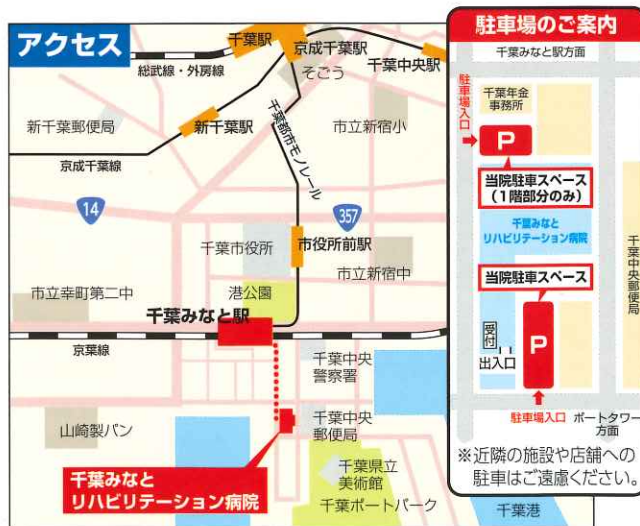 アクセス
千葉駅
京成千葉駅
総武線・外房線
そごう
千葉中央駅
新千葉郵便局
新千葉駅
千葉都市モノレール
市立新宿小
京成千葉線
14
357
千葉市役所
市役所前駅
市立新宿中
市立幸町第二中
港公園
千葉みなと駅
京葉線
千葉中央
警察署
山崎製パン
千葉中央
郵便局
千葉みなと
リハビリテーション病院
千葉県立
美術館
千葉ポートパーク
千葉港
駐車場のご案内
千葉みなと駅方面
駐車場入口
千葉年金
事務所
P
当院駐車スペース
(1階部分のみ)
千葉みなと
リハビリテーション病院
千葉中央郵便局
当院駐車スペース
受付
P
出入口
駐車場入口
ポートタワー
方面
※近隣の施設や店舗への
駐車はご遠慮ください。